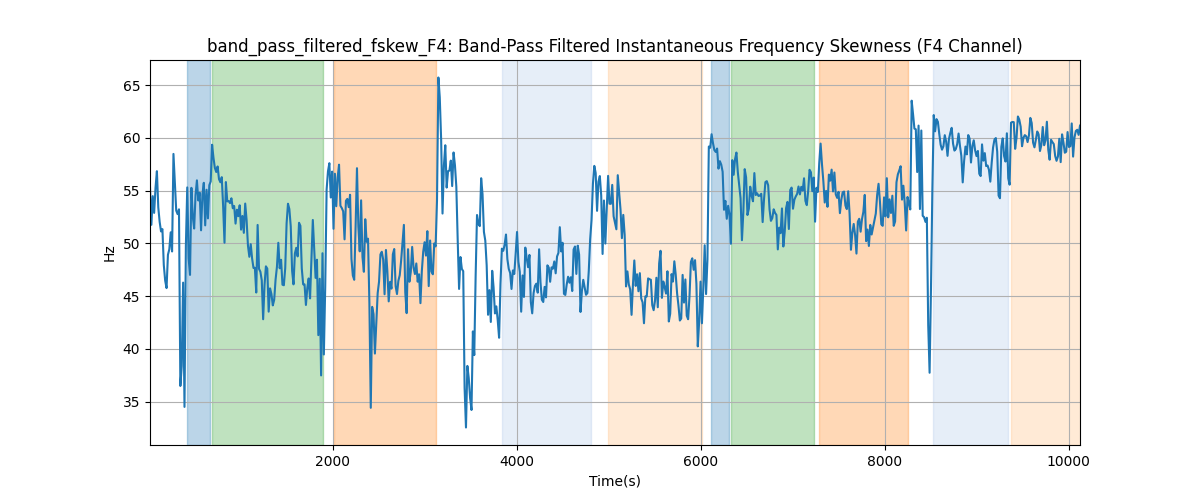 band_pass_filtered_fskew_F4: Band-Pass Filtered Instantaneous Frequency Skewness (F4 Channel)
65
60
55
50
45
40
35
Hz
2000 4000 6000 8000 10000
Time(s)